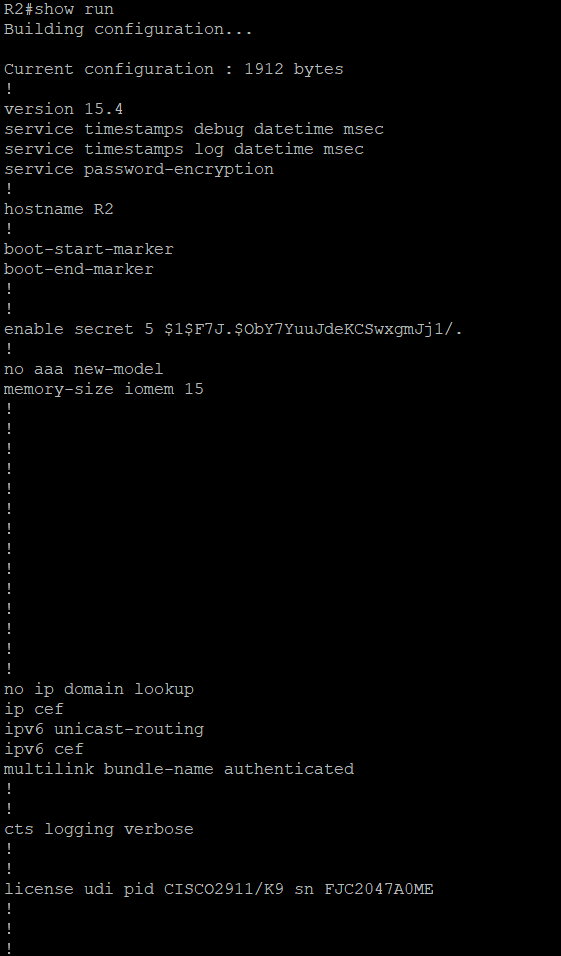 R2#show run
Building configuration...
Current configuration : 1912 bytes
!
version 15.4
service timestamps debug datetime msec
service timestamps log datetime msec
service password-encryption
!
hostname R2
!
boot-start-marker
boot-end-marker
!
!
enable secret 5 $1$F7J.$ObY7YuuJdeKCSwxgmJj1/.
!
no aaa new-model
memory-size iomem 15
!
!
!
!
!
!
!
!
!
!
!
!
!
!
no ip domain lookup
ip cef
ipv6 unicast-routing
ipv6 cef
multilink bundle-name authenticated
!
!
cts logging verbose
!
!
license udi pid CISCO2911/K9 sn FJC2047A0ME
!
!
!